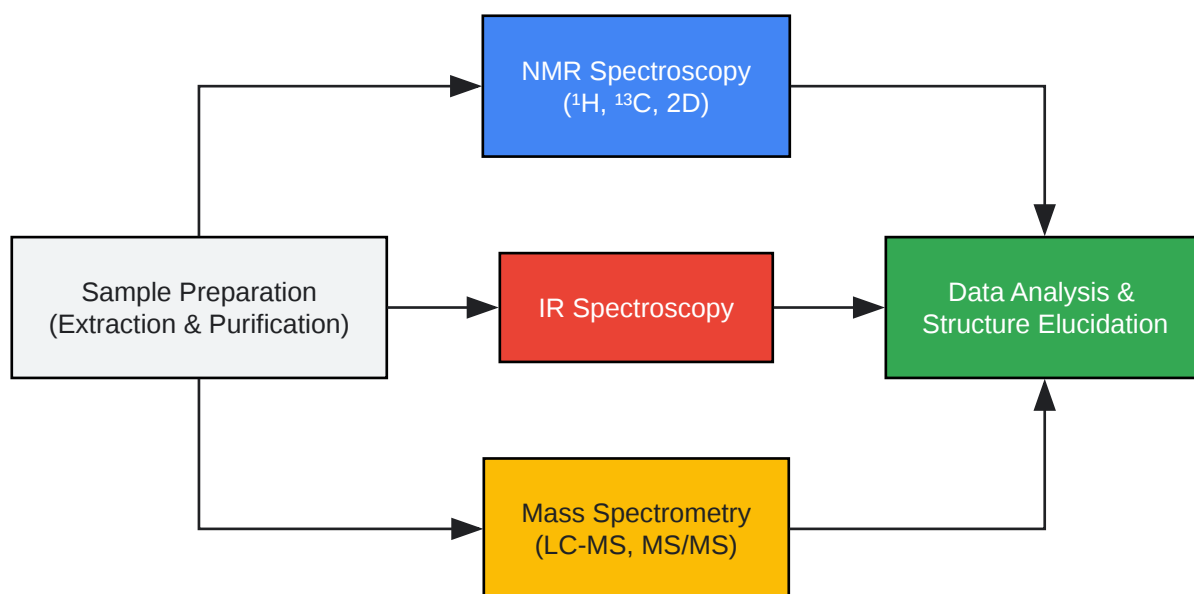 NMR Spectroscopy
(¹H, ¹³C, 2D)
Sample Preparation
(Extraction & Purification)
IR Spectroscopy
Data Analysis &
Structure Elucidation
Mass Spectrometry
(LC-MS, MS/MS)